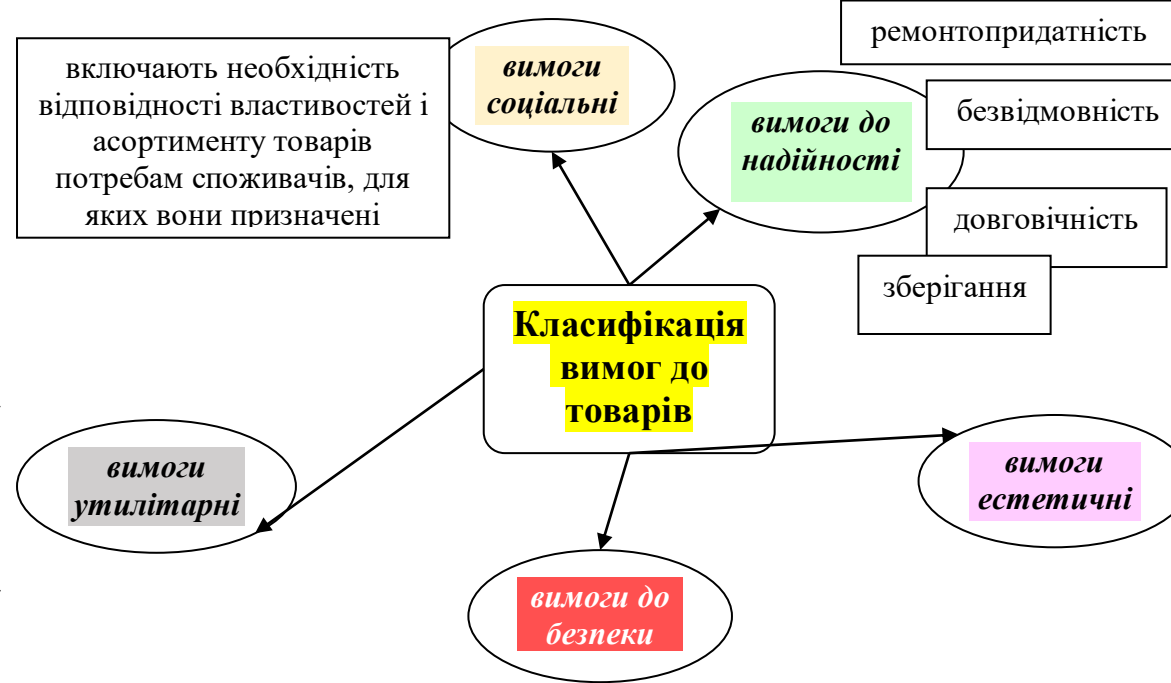 включають необхідність
відповідності властивостей і
асортименту товарів
потребам споживачів, для
яких вони призначені
вимоги
соціальні
вимоги до
надійності
ремонтопридатність
безвідмовність
довговічність
зберігання
Класифікація
вимог до
товарів
вимоги
утилітарні
вимоги
естетичні
вимоги до
безпеки